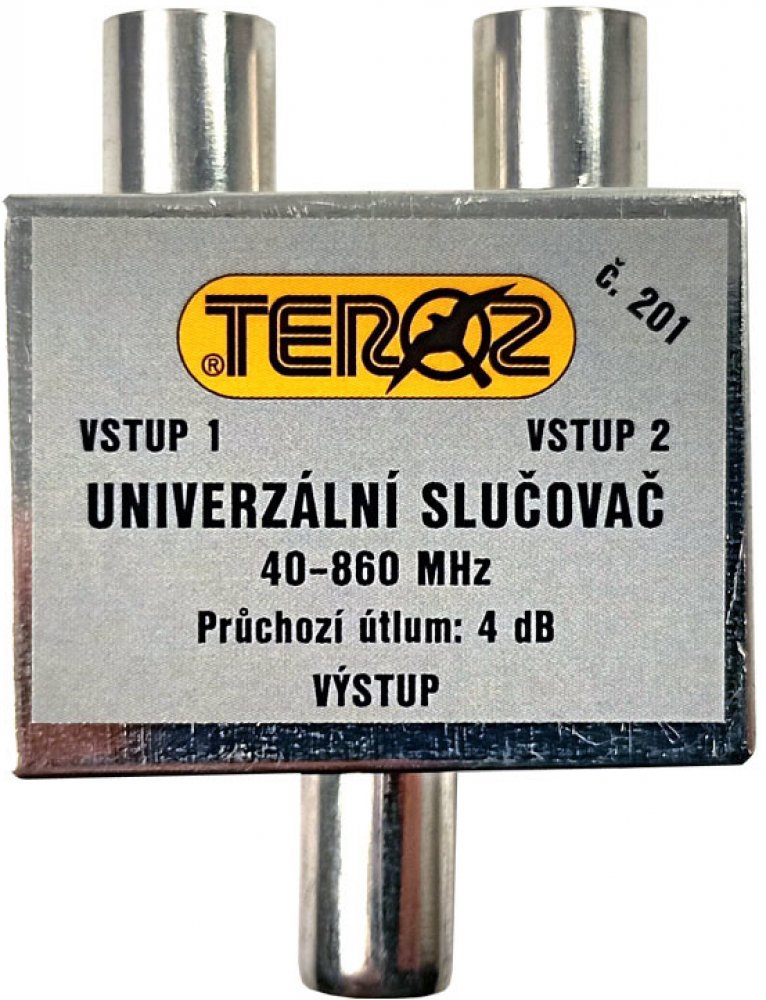 č. 201
® TEROZ
VSTUP 1 VSTUP 2
UNIVERZÁLNÍ SLUČOVAČ
40-860 MHz
Průchozí útlum: 4 dB
VÝSTUP